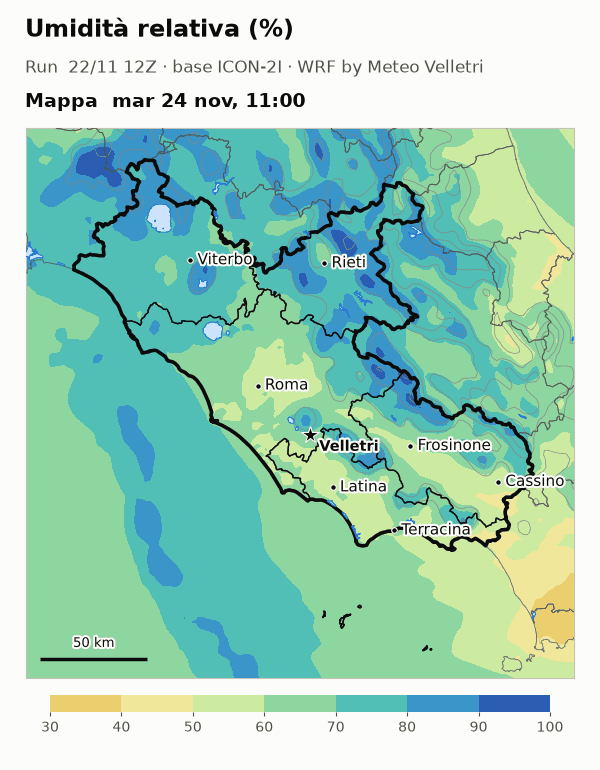 Umidità relativa (%)
Run  22/11 12Z · base ICON-2I · WRF by Meteo Velletri
Mappa  mar 24 nov, 11:00
Viterbo
Rieti
Roma
Velletri
Frosinone
Cassino
Latina
Terracina
50 km
30 40 50 60 70 80 90 100